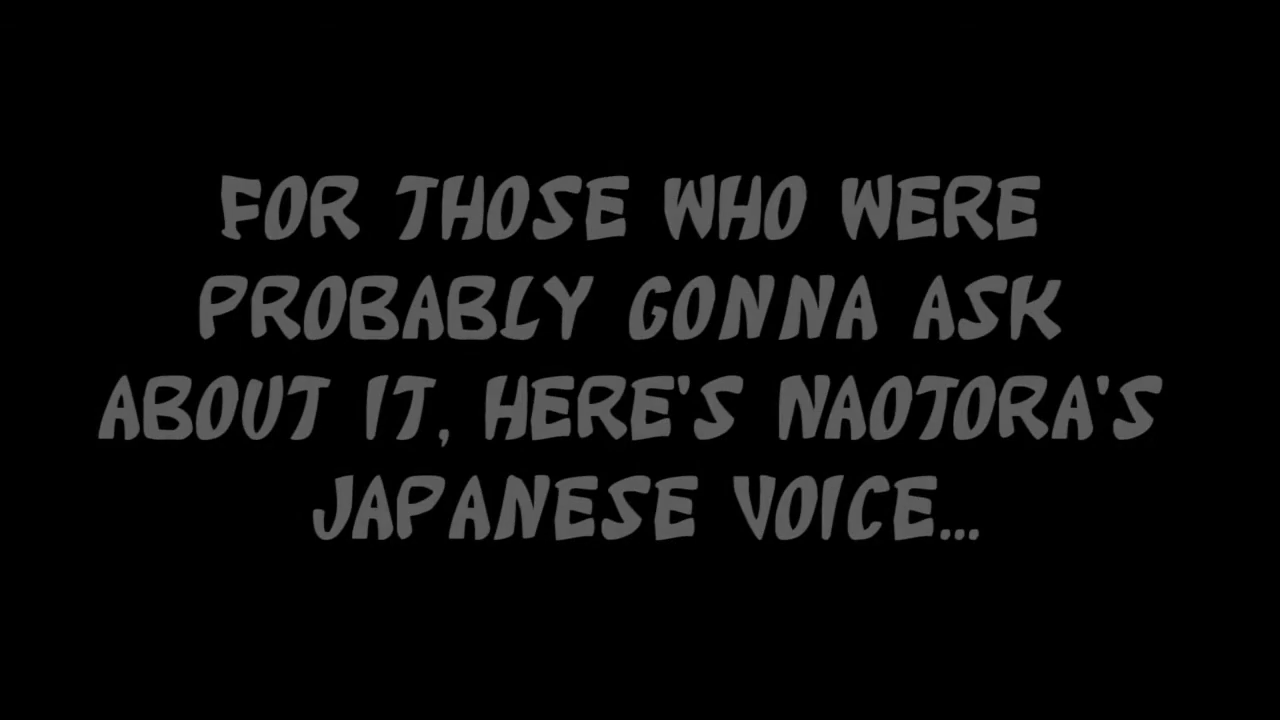 FOR THOSE WHO WERE
PROBABLY GONNA ASK
ABOUT IT, HERE'S NAOTORA'S
JAPANESE VOICE...